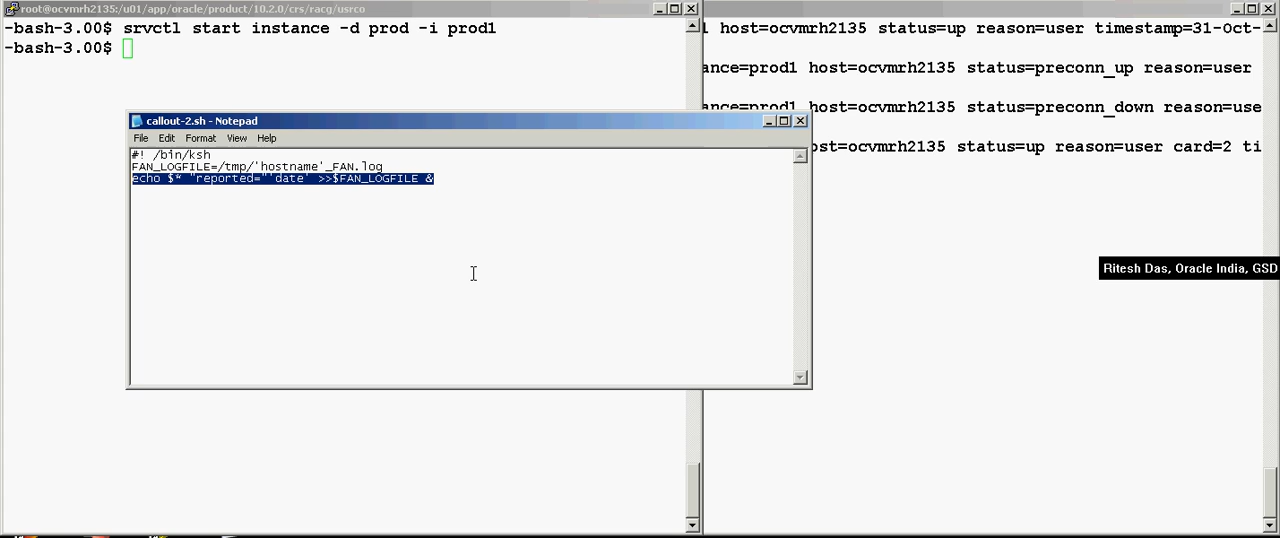 root@ocvmrh2135:/u01/app/oracle/product/10.2.0/crs/racg/usrco
-bash-3.00$ srvctl start instance -d prod -i prod1
-bash-3.00$
l host=ocvmrh2135 status=up reason=user timestamp=31-Oct-
ance=prod1 host=ocvmrh2135 status=preconn_up reason=user
ance=prod1 host=ocvmrh2135 status=preconn_down reason=use
host=ocvmrh2135 status=up reason=user card=2 ti
callout-2.sh - Notepad
File Edit Format View Help
#! /bin/ksh
FAN_LOGFILE=/tmp/'hostname'_FAN.log
echo $* "reported="'date' >>$FAN_LOGFILE &
Ritesh Das, Oracle India, GSD